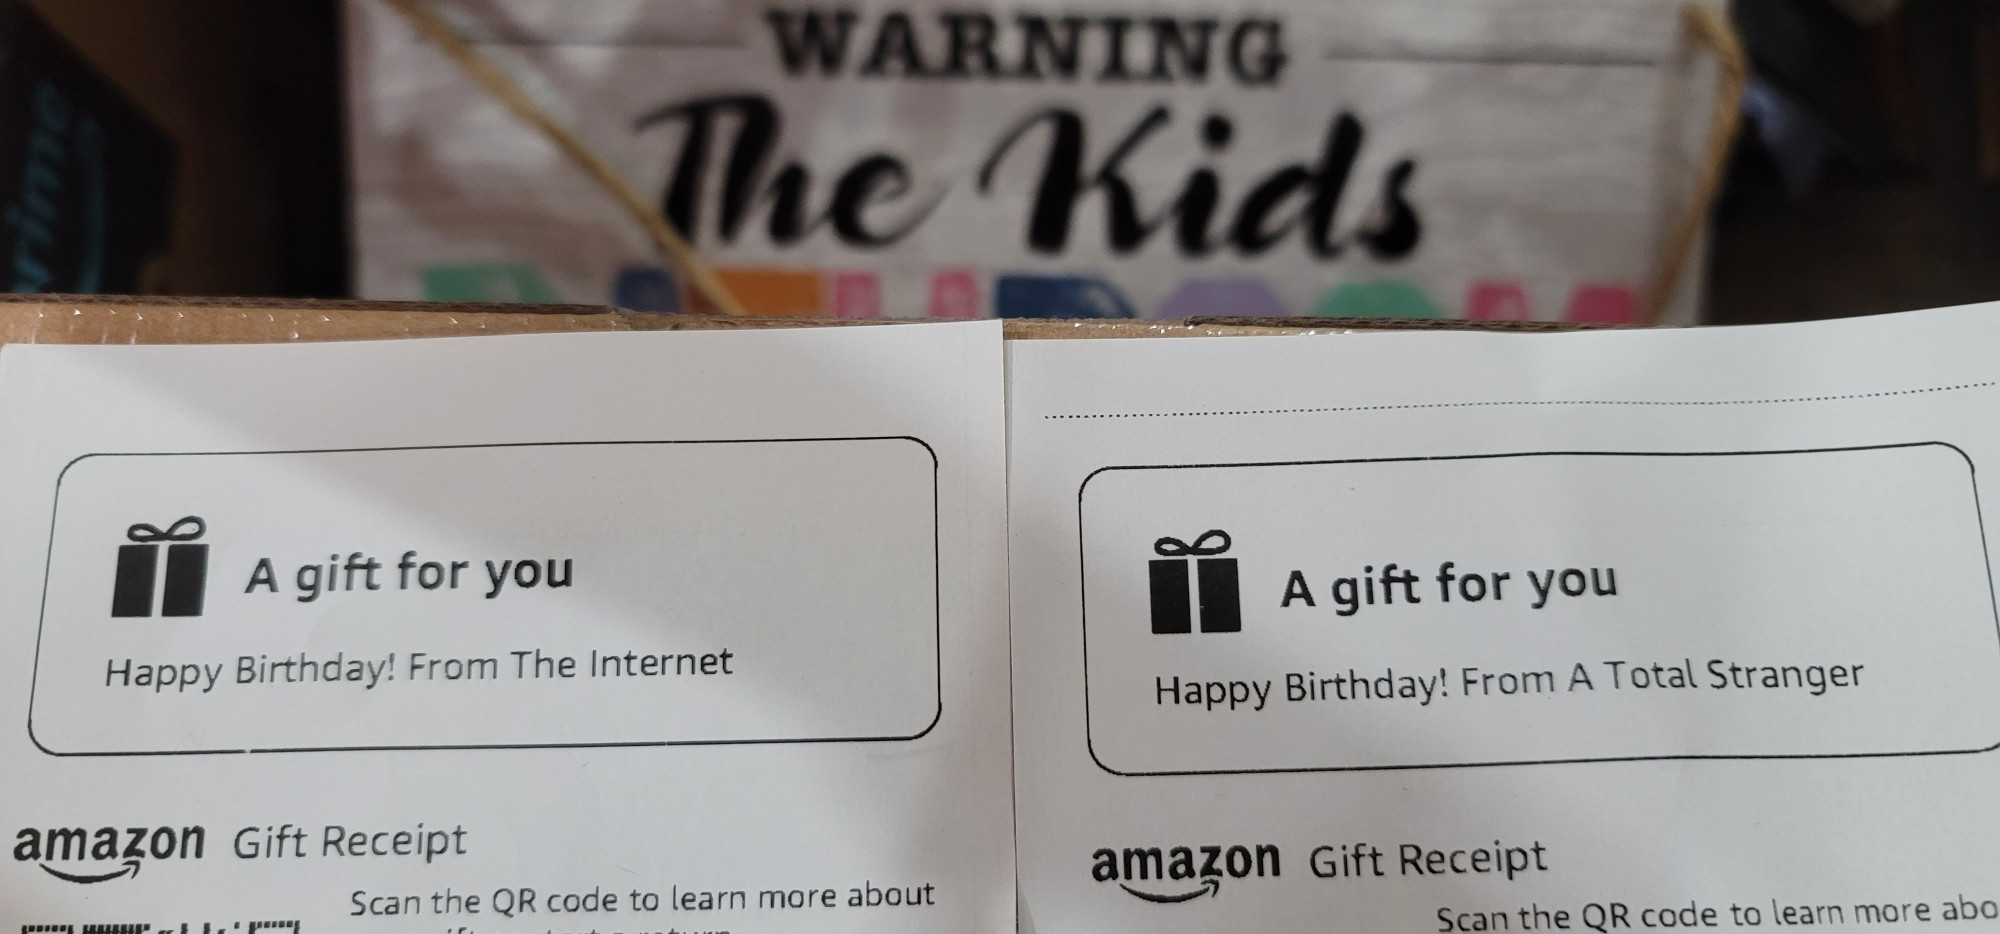 prime
WARNING
The Kids
A gift for you
Happy Birthday! From The Internet
amazon Gift Receipt
Scan the QR code to learn more about
A gift for you
Happy Birthday! From A Total Stranger
amazon Gift Receipt
Scan the QR code to learn more abo